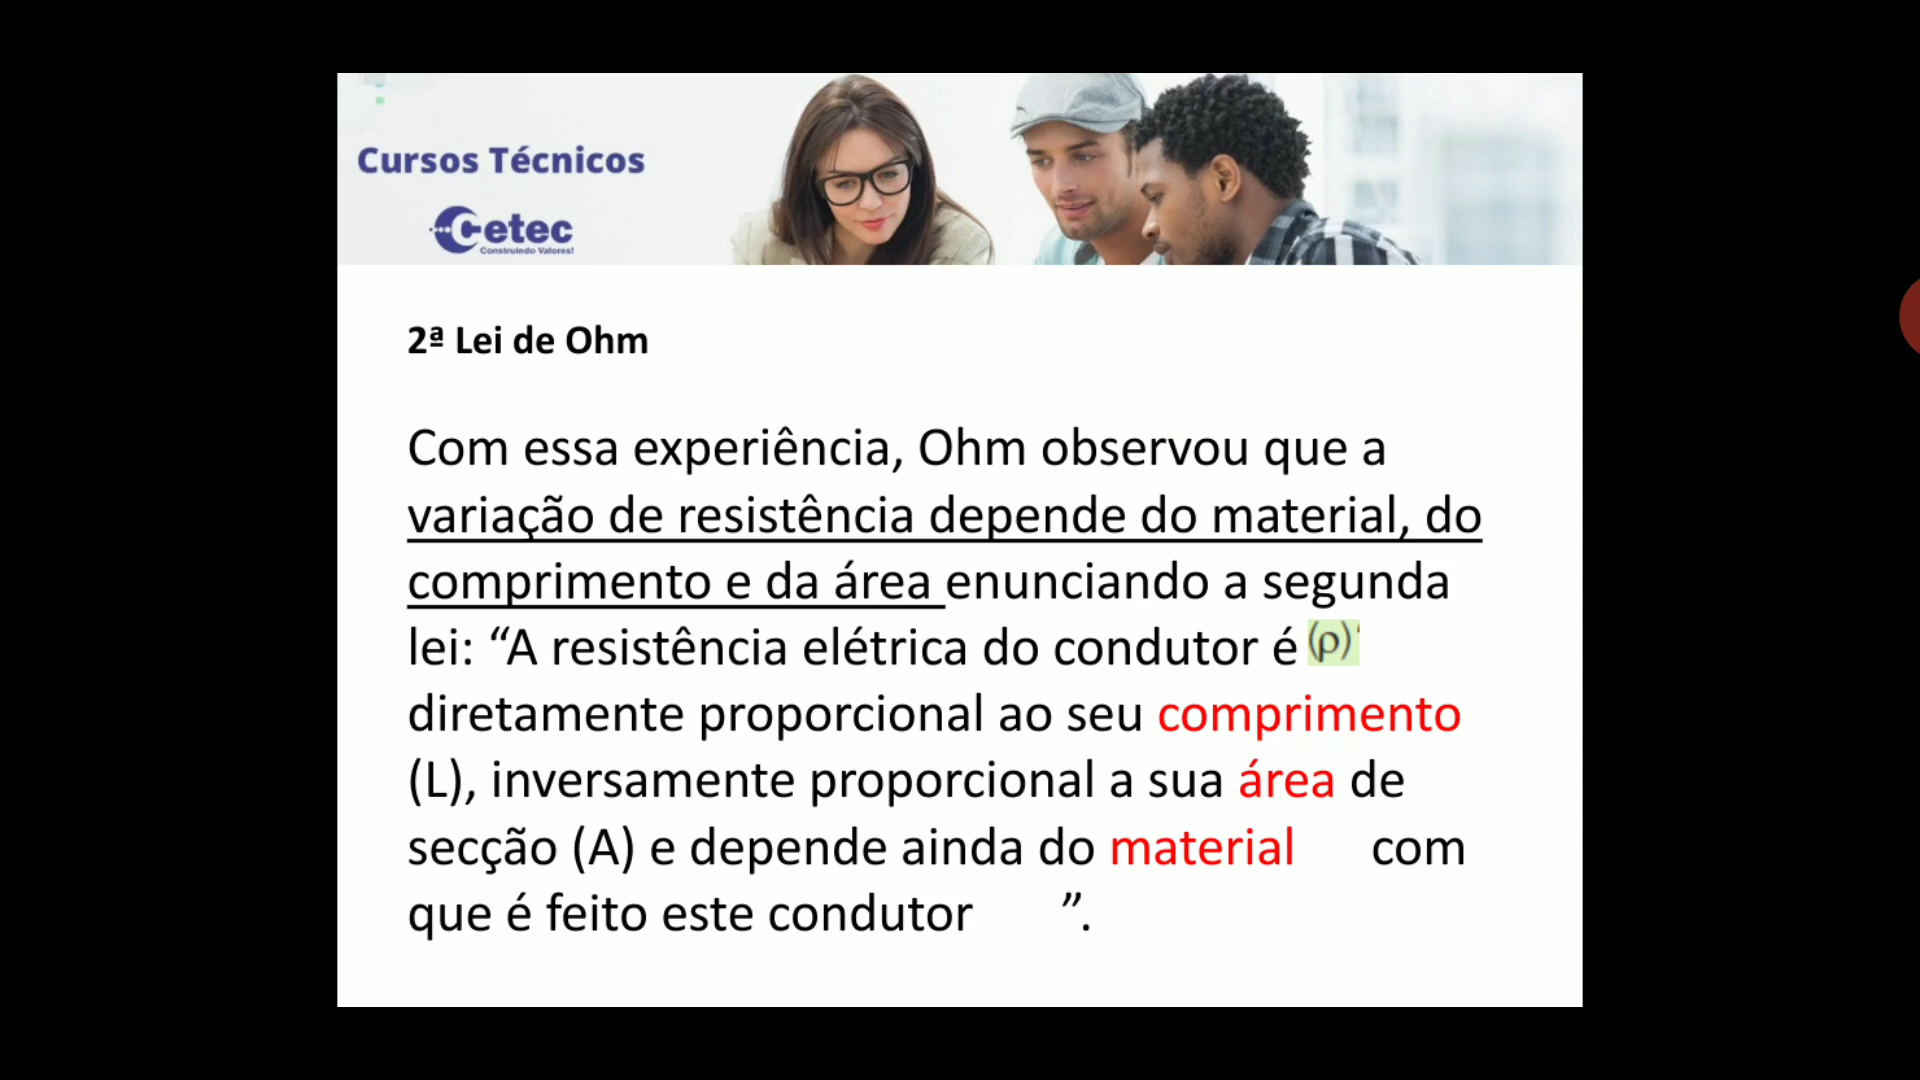 Cursos Técnicos
Cetec
Construindo Valores!
2ª Lei de Ohm
Com essa experiência, Ohm observou que a
variação de resistência depende do material, do
comprimento e da área enunciando a segunda
lei: “A resistência elétrica do condutor é (ρ)’
diretamente proporcional ao seu comprimento
(L), inversamente proporcional a sua área de
secção (A) e depende ainda do material com
que é feito este condutor ”.